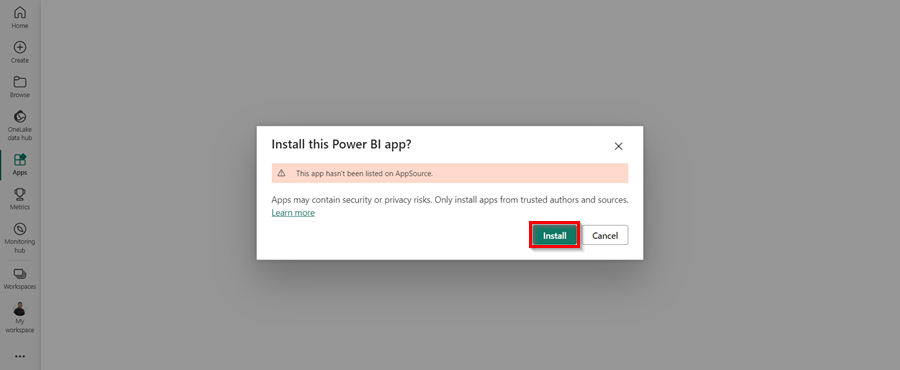 Home
Create
Browse
OneLake
data hub
Apps
Metrics
Monitoring
hub
Workspaces
My
workspace
Install this Power BI app?
This app hasn't been listed on AppSource.
Apps may contain security or privacy risks. Only install apps from trusted authors and sources.
Learn more
Install Cancel